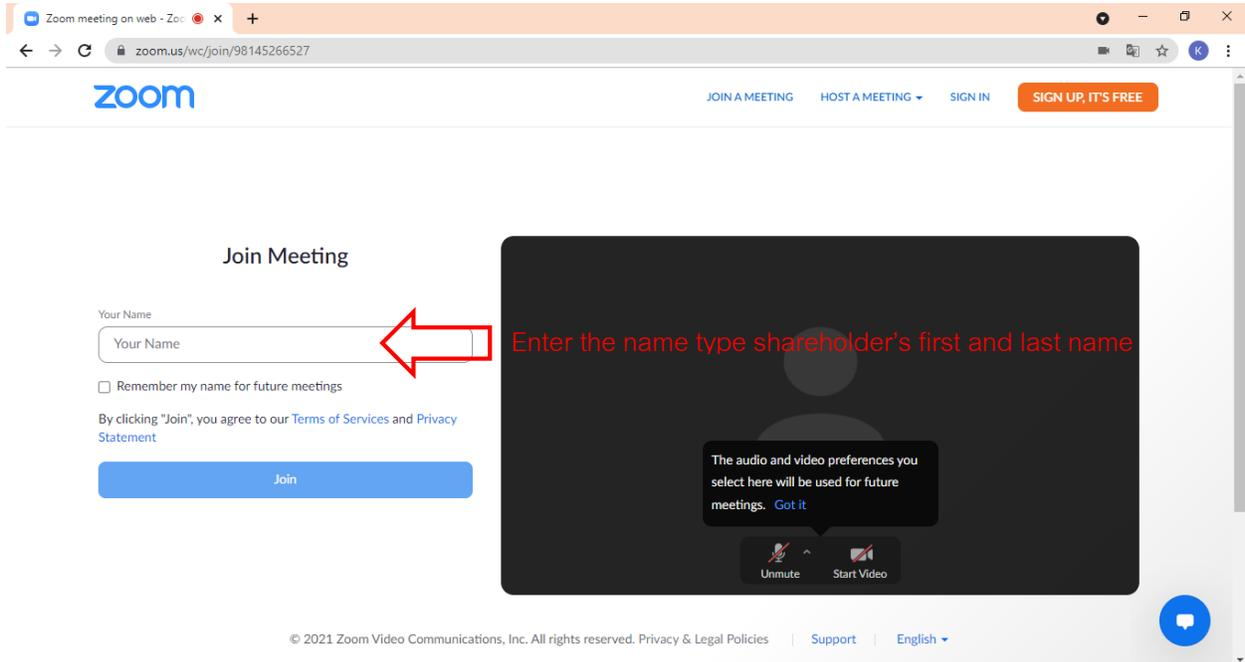 Zoom meeting on web - Zoo
zoom.us/wc/join/98145266527
K
zoom
JOIN A MEETING HOST A MEETING SIGN IN SIGN UP, IT'S FREE
Join Meeting
Your Name
Your Name
Enter the name type shareholder's first and last name
Remember my name for future meetings
By clicking "Join", you agree to our Terms of Services and Privacy
Statement
Join
The audio and video preferences you
select here will be used for future
meetings. Got it
Unmute Start Video
© 2021 Zoom Video Communications, Inc. All rights reserved. Privacy & Legal Policies | Support | English